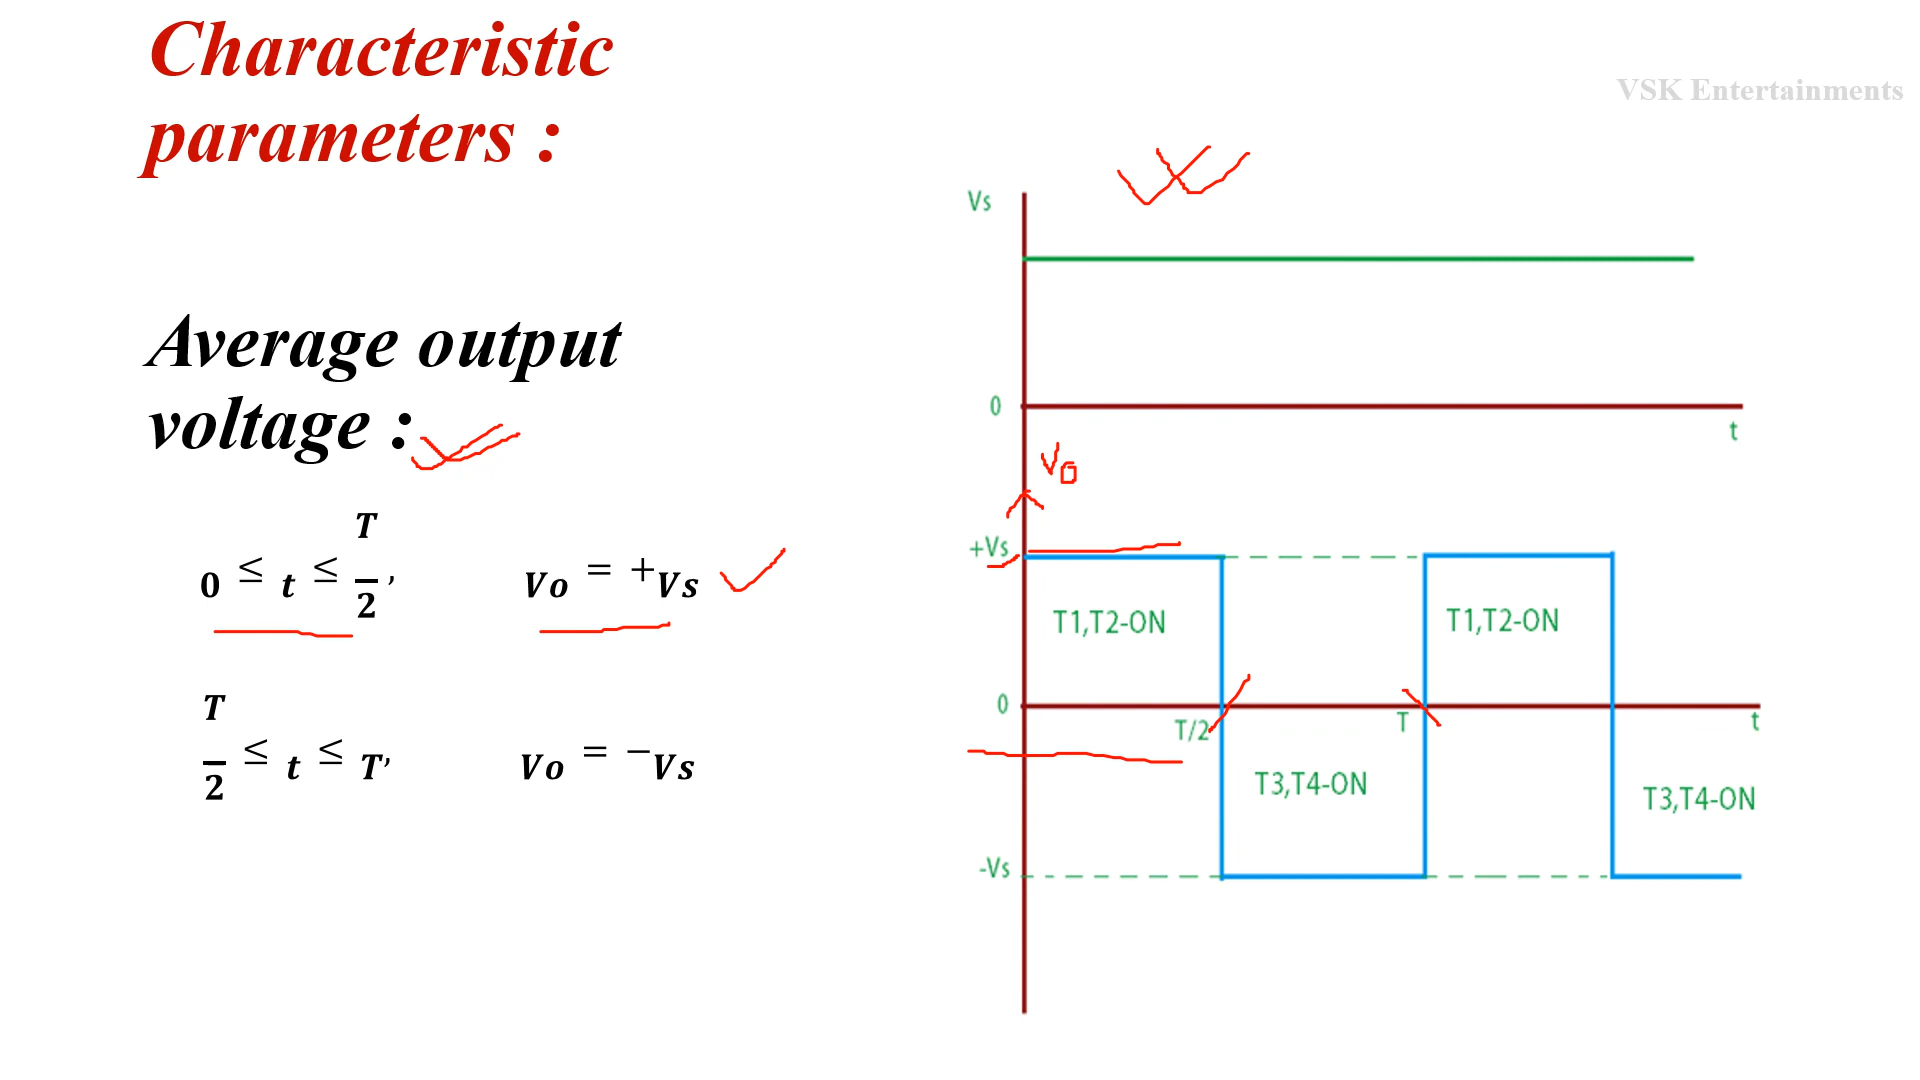 Characteristic
parameters :
VSK Entertainments
Average output
voltage :
0 ≤ t ≤ T/2, Vo = +Vs
T/2 ≤ t ≤ T, Vo = −Vs
Vs
0
t
Vo
+Vs
T1,T2-ON
T1,T2-ON
0
T/2
T
t
T3,T4-ON
T3,T4-ON
-Vs